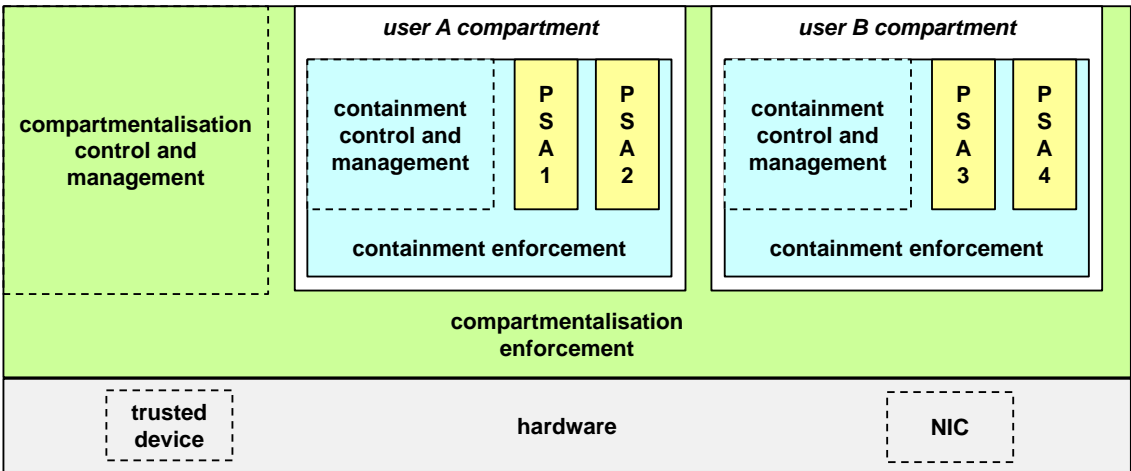 user A compartment
user B compartment
compartmentalisation
control and
management
containment
control and
management
P
S
A
1
P
S
A
2
containment enforcement
containment
control and
management
P
S
A
3
P
S
A
4
containment enforcement
compartmentalisation
enforcement
trusted
device
hardware
NIC